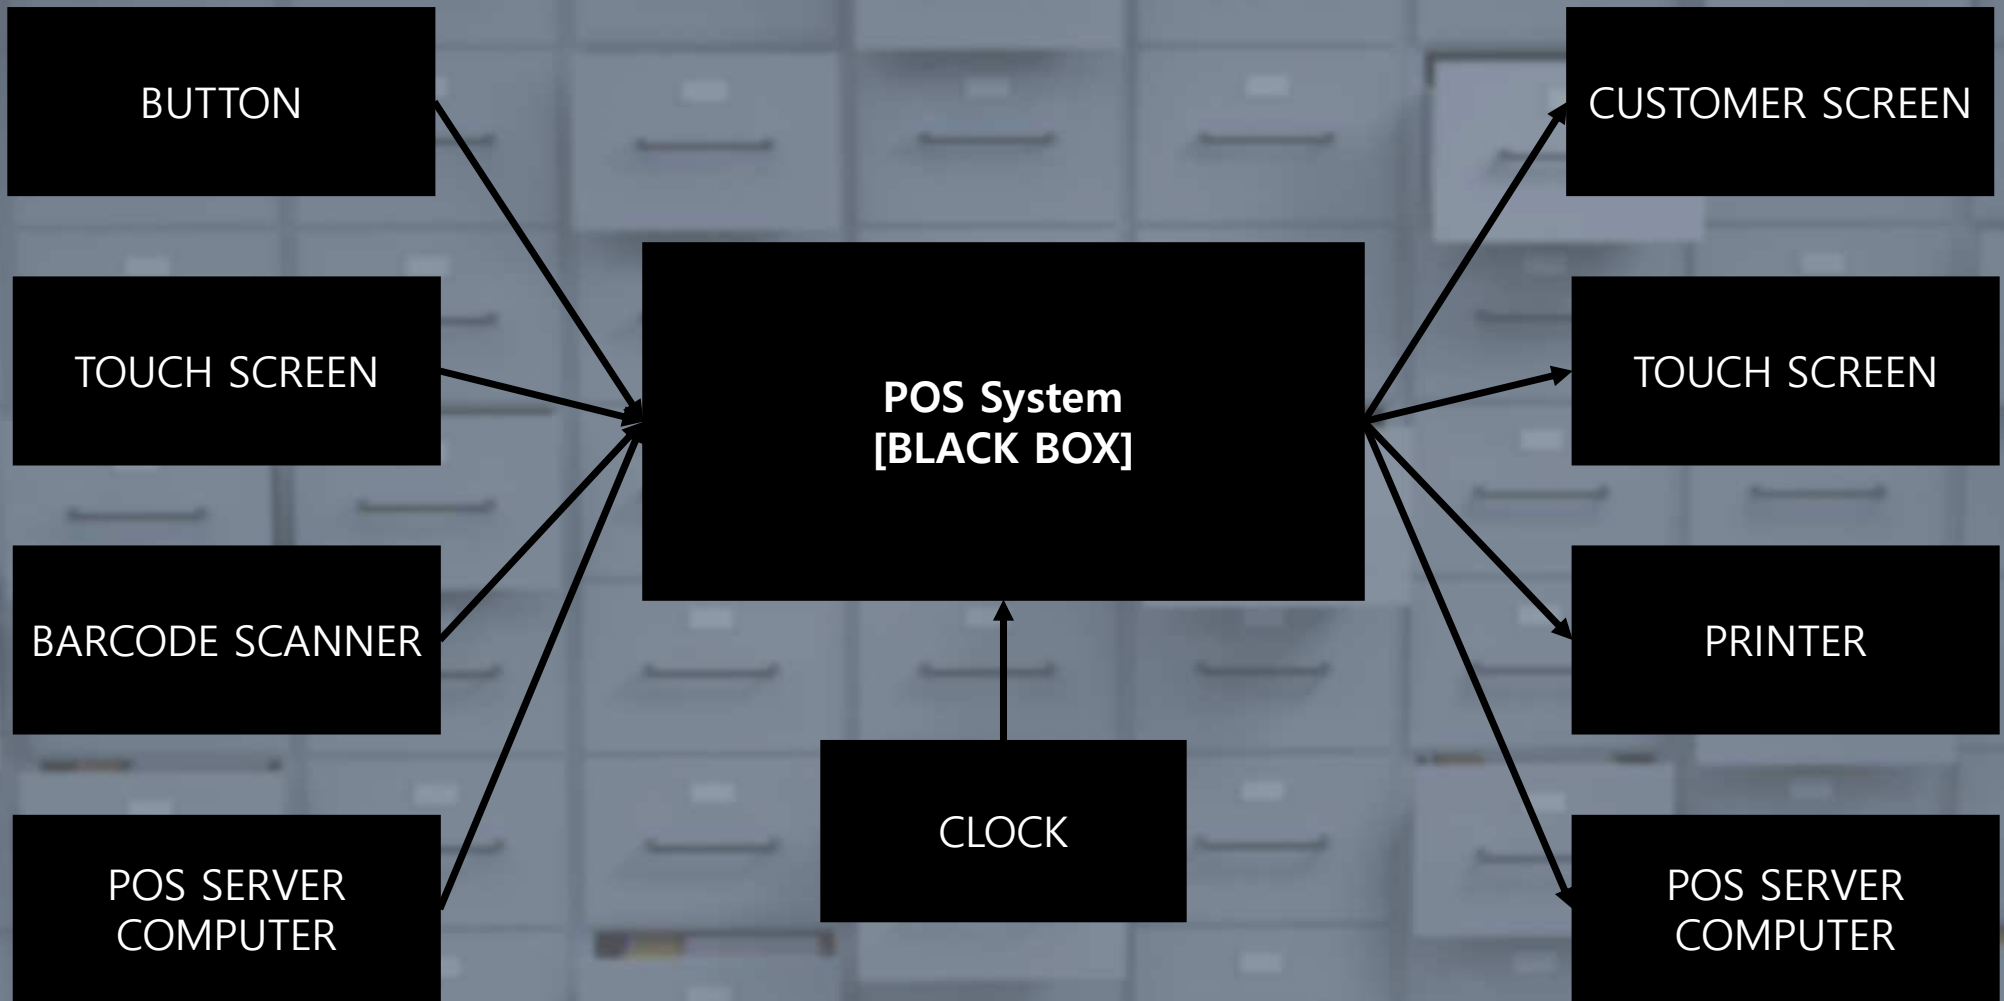 BUTTON
TOUCH SCREEN
BARCODE SCANNER
POS SERVER
COMPUTER
POS System
[BLACK BOX]
CLOCK
CUSTOMER SCREEN
TOUCH SCREEN
PRINTER
POS SERVER
COMPUTER